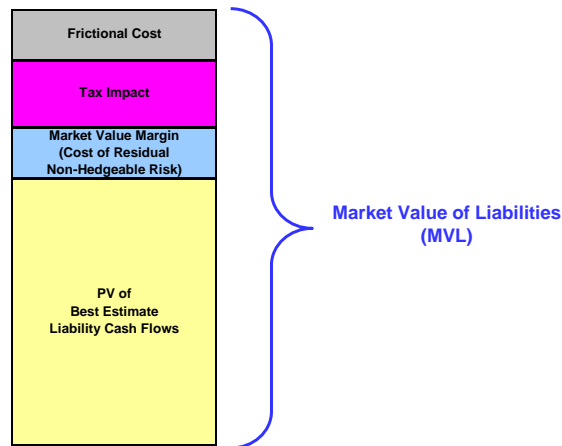 Frictional Cost
Tax Impact
Market Value Margin
(Cost of Residual
Non-Hedgeable Risk)
Market Value of Liabilities
(MVL)
PV of
Best Estimate
Liability Cash Flows